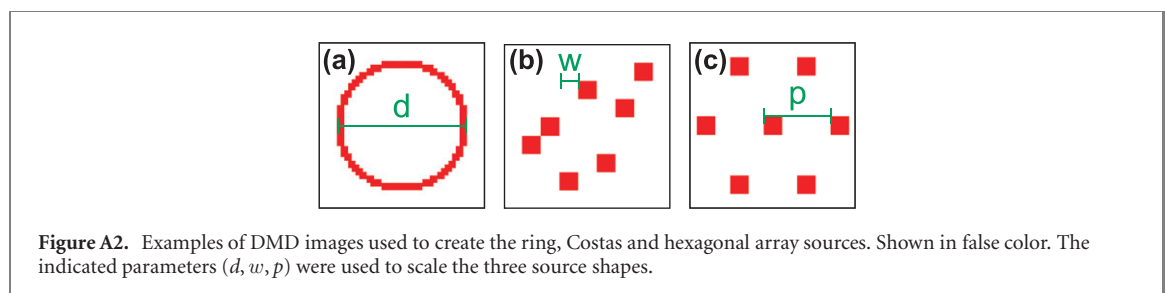 (a)
d
(b)
w
(c)
p
Figure A2. Examples of DMD images used to create the ring, Costas and hexagonal array sources. Shown in false color. The
indicated parameters (d, w, p) were used to scale the three source shapes.